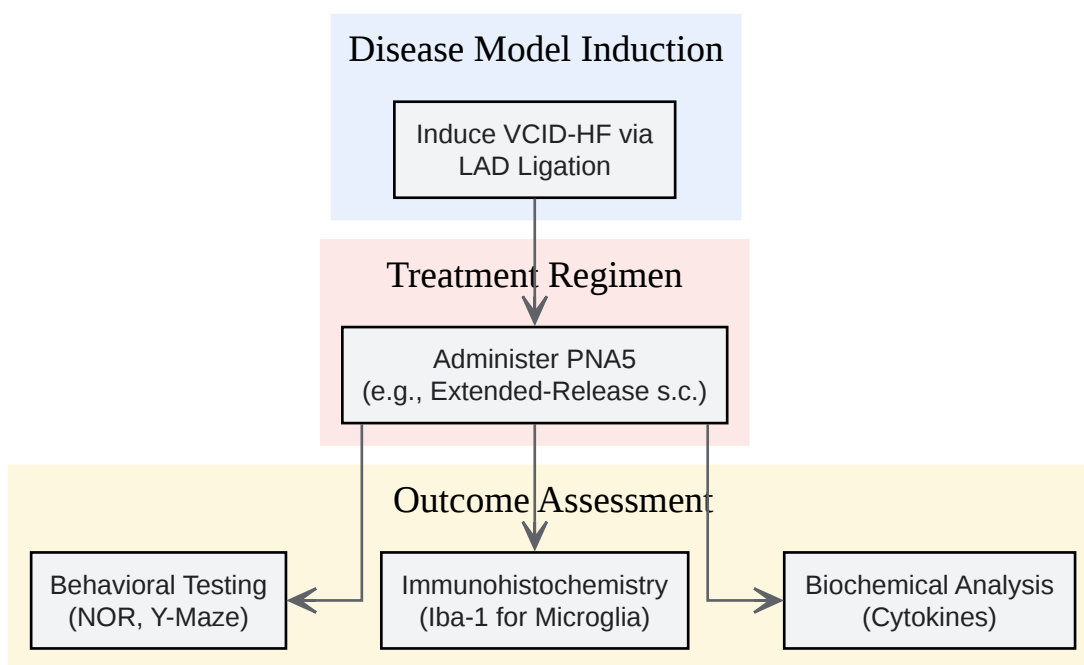 Disease Model Induction
Induce VCID-HF via
LAD Ligation
Treatment Regimen
Administer PNA5
(e.g., Extended-Release s.c.)
Outcome Assessment
Behavioral Testing
(NOR, Y-Maze)
Immunohistochemistry
(Iba-1 for Microglia)
Biochemical Analysis
(Cytokines)